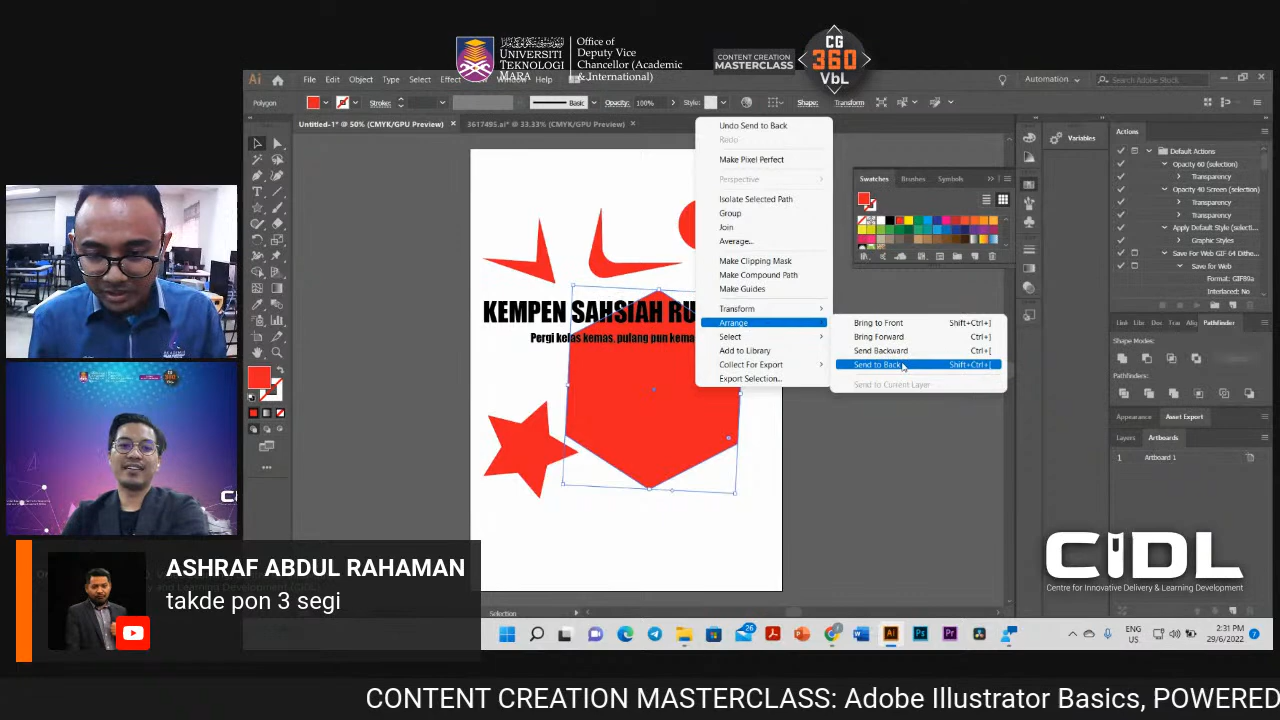 UNIVERSITI
TEKNOLOGI
MARA
Office of
Deputy Vice
Chancellor (Academic
& International)
CONTENT CREATION
MASTERCLASS
CG
360
VbL
Ai
File Edit Object Type Select Effect Help
Automation
Search Adobe Stock
Polygon
Stroke:
Basic
Opacity: 100%
Style:
Shape:
Transform
Untitled-1* @ 50% (CMYK/GPU Preview)
3617495.ai* @ 33.33% (CMYK/GPU Preview)
Undo Send to Back
Redo
Make Pixel Perfect
Perspective
Isolate Selected Path
Group
Join
Average...
Make Clipping Mask
Make Compound Path
Make Guides
Transform
Arrange
Select
Add to Library
Collect For Export
Export Selection...
Bring to Front Shift+Ctrl+]
Bring Forward Ctrl+]
Send Backward Ctrl+[
Send to Back Shift+Ctrl+[
Send to Current Layer
KEMPEN SAHSIAH RU
Pergi kelas kemas, pulang pun kema
Swatches Brushes Symbols
Variables
Actions
Default Actions
Opacity 60 (selection)
Transparency
Opacity 40 Screen (selection)
Transparency
Apply Default Style (selecti...
Graphic Styles
Save For Web GIF 64 Dithe...
Save for Web
Format: GIF89a
Interlaced: No
Pathfinder
Shape Modes:
Pathfinders:
Appearance Asset Export
Layers Artboards
1 Artboard 1
Selection
ASHRAF ABDUL RAHAMAN
takde pon 3 segi
CIDL
Centre for Innovative Delivery & Learning Development
26
ENG
US
2:31 PM
29/6/2022
CONTENT CREATION MASTERCLASS: Adobe Illustrator Basics, POWERED